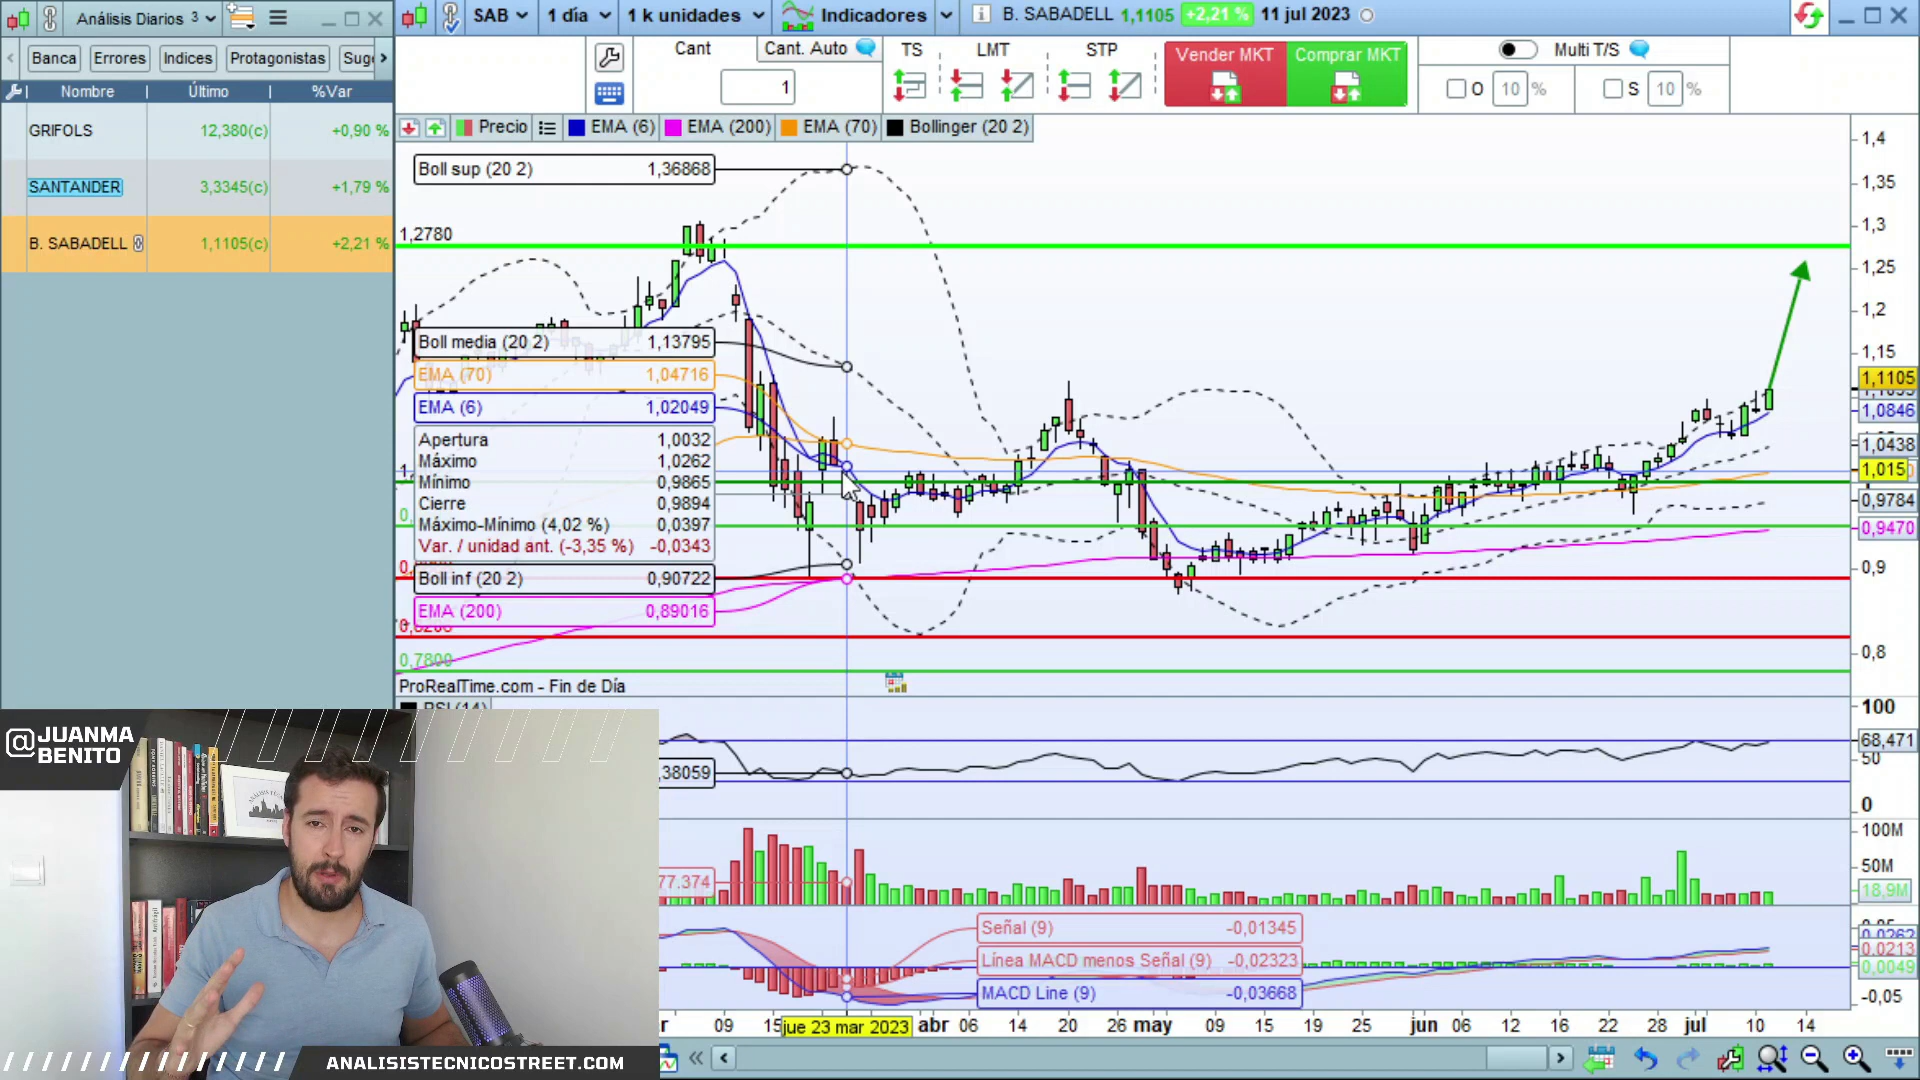 Análisis Diarios 3
SAB
1 día
1 k unidades
Indicadores
B. SABADELL 1,1105 +2,21 % 11 jul 2023
Banca
Errores
Indices
Protagonistas
Suge
Nombre
Último
%Var
GRIFOLS
12,380(c)
+0,90 %
SANTANDER
3,3345(c)
+1,79 %
B. SABADELL
1,1105(c)
+2,21 %
Cant
Cant. Auto
1
TS
LMT
STP
Vender MKT
Comprar MKT
Multi T/S
O 10 %
S 10 %
Precio
EMA (6)
EMA (200)
EMA (70)
Bollinger (20 2)
Boll sup (20 2) 1,36868
1,2780
Boll media (20 2) 1,13795
EMA (70) 1,04716
EMA (6) 1,02049
Apertura 1,0032
Máximo 1,0262
Mínimo 0,9865
Cierre 0,9894
Máximo-Mínimo (4,02 %) 0,0397
Var. / unidad ant. (-3,35 %) -0,0343
Boll inf (20 2) 0,90722
EMA (200) 0,89016
0,7800
ProRealTime.com - Fin de Día
1,4
1,35
1,3
1,25
1,2
1,15
1,1105
1,0846
1,0438
1,015
0,9784
0,9470
0,9
0,8
RSI (14)
,38059
100
68,471
50
0
77.374
100M
50M
18,9M
Señal (9) -0,01345
Línea MACD menos Señal (9) -0,02323
MACD Line (9) -0,03668
0,0262
0,0213
0,0049
-0,05
09
15
jue 23 mar 2023
abr
06
14
20
26
may
09
15
19
25
jun
06
12
16
22
28
jul
10
14
@JUANMA
BENITO
ANÁLISIS TÉCNICO
ANALISISTECNICOSTREET.COM